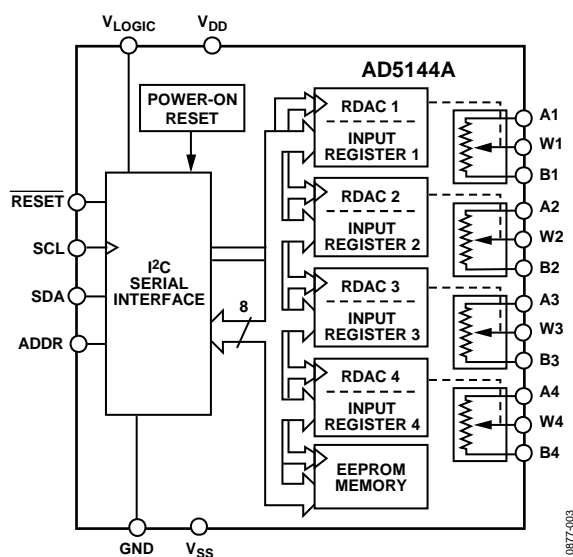 VLOGIC
VDD
AD5144A
POWER-ON
RESET
RDAC 1
INPUT
REGISTER 1
A1
W1
B1
RESET
SCL
SDA
ADDR
I2C
SERIAL
INTERFACE
8
RDAC 2
INPUT
REGISTER 2
A2
W2
B2
RDAC 3
INPUT
REGISTER 3
A3
W3
B3
RDAC 4
INPUT
REGISTER 4
A4
W4
B4
EEPROM
MEMORY
GND
VSS
0877-003